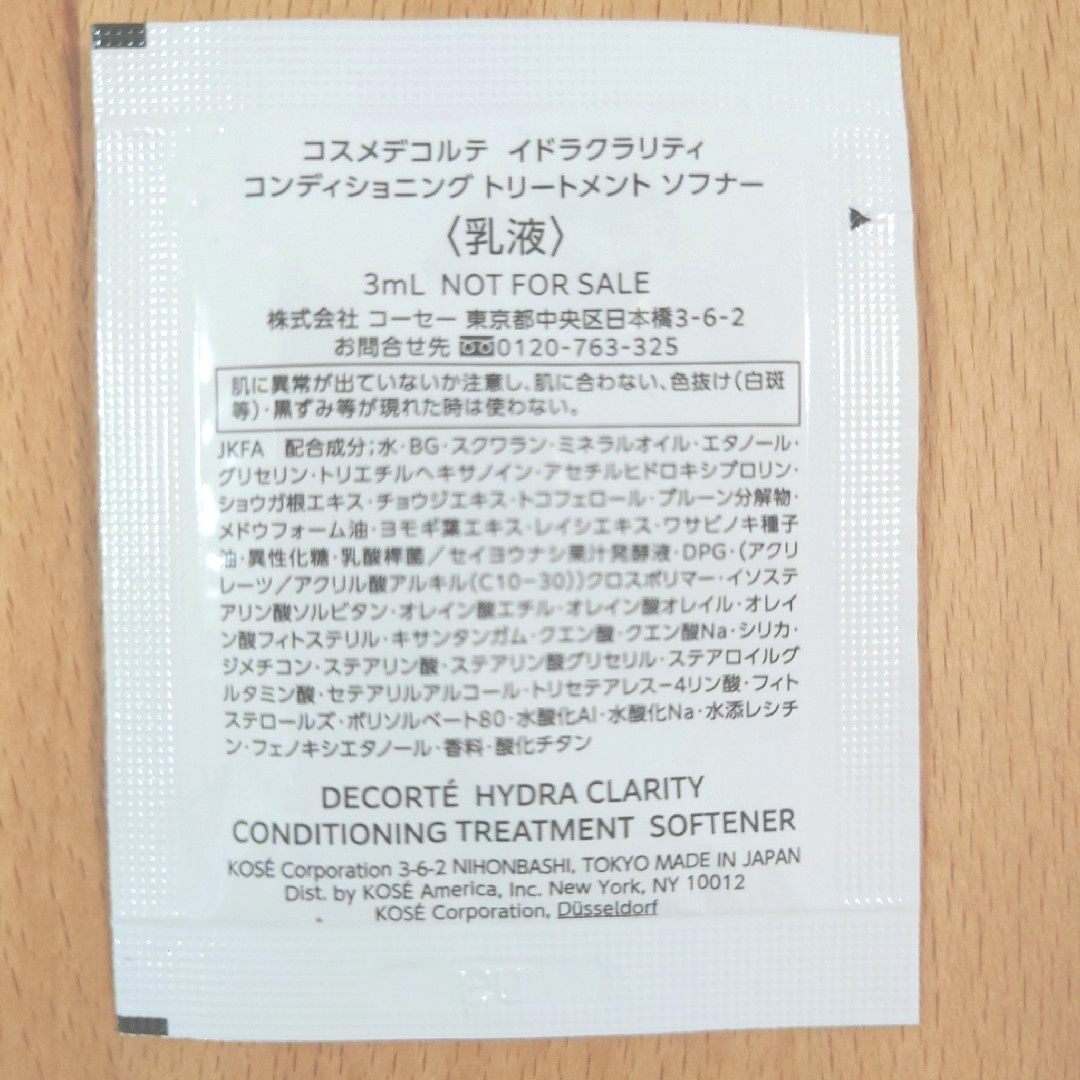 コスメデコルテ イドラクラリティ
コンディショニング トリートメント ソフナー
〈乳液〉
3mL NOT FOR SALE
株式会社 コーセー 東京都中央区日本橋3-6-2
お問合せ先 0120-763-325
肌に異常が出ていないか注意し、肌に合わない、色抜け(白斑
等)・黒ずみ等が現れた時は使わない。
JKFA 配合成分;水・BG・スクワラン・ミネラルオイル・エタノール・
グリセリン・トリエチルヘキサノイン・アセチルヒドロキシプロリン・
ショウガ根エキス・チョウジエキス・トコフェロール・プルーン分解物・
メドウフォーム油・ヨモギ葉エキス・レイシエキス・ワサビノキ種子
油・異性化糖・乳酸桿菌/セイヨウナシ果汁発酵液・DPG・(アクリ
レーツ/アクリル酸アルキル(C10-30))クロスポリマー・イソステ
アリン酸ソルビタン・オレイン酸エチル・オレイン酸オレイル・オレイ
ン酸フィトステリル・キサンタンガム・クエン酸・クエン酸Na・シリカ・
ジメチコン・ステアリン酸・ステアリン酸グリセリル・ステアロイルグ
ルタミン酸・セテアリルアルコール・トリセテアレス-4リン酸・フィト
ステロールズ・ポリソルベート80・水酸化Al・水酸化Na・水添レシチ
ン・フェノキシエタノール・香料・酸化チタン
DECORTÉ HYDRA CLARITY
CONDITIONING TREATMENT SOFTENER
KOSÉ Corporation 3-6-2 NIHONBASHI, TOKYO MADE IN JAPAN
Dist. by KOSÉ America, Inc. New York, NY 10012
KOSÉ Corporation, Düsseldorf